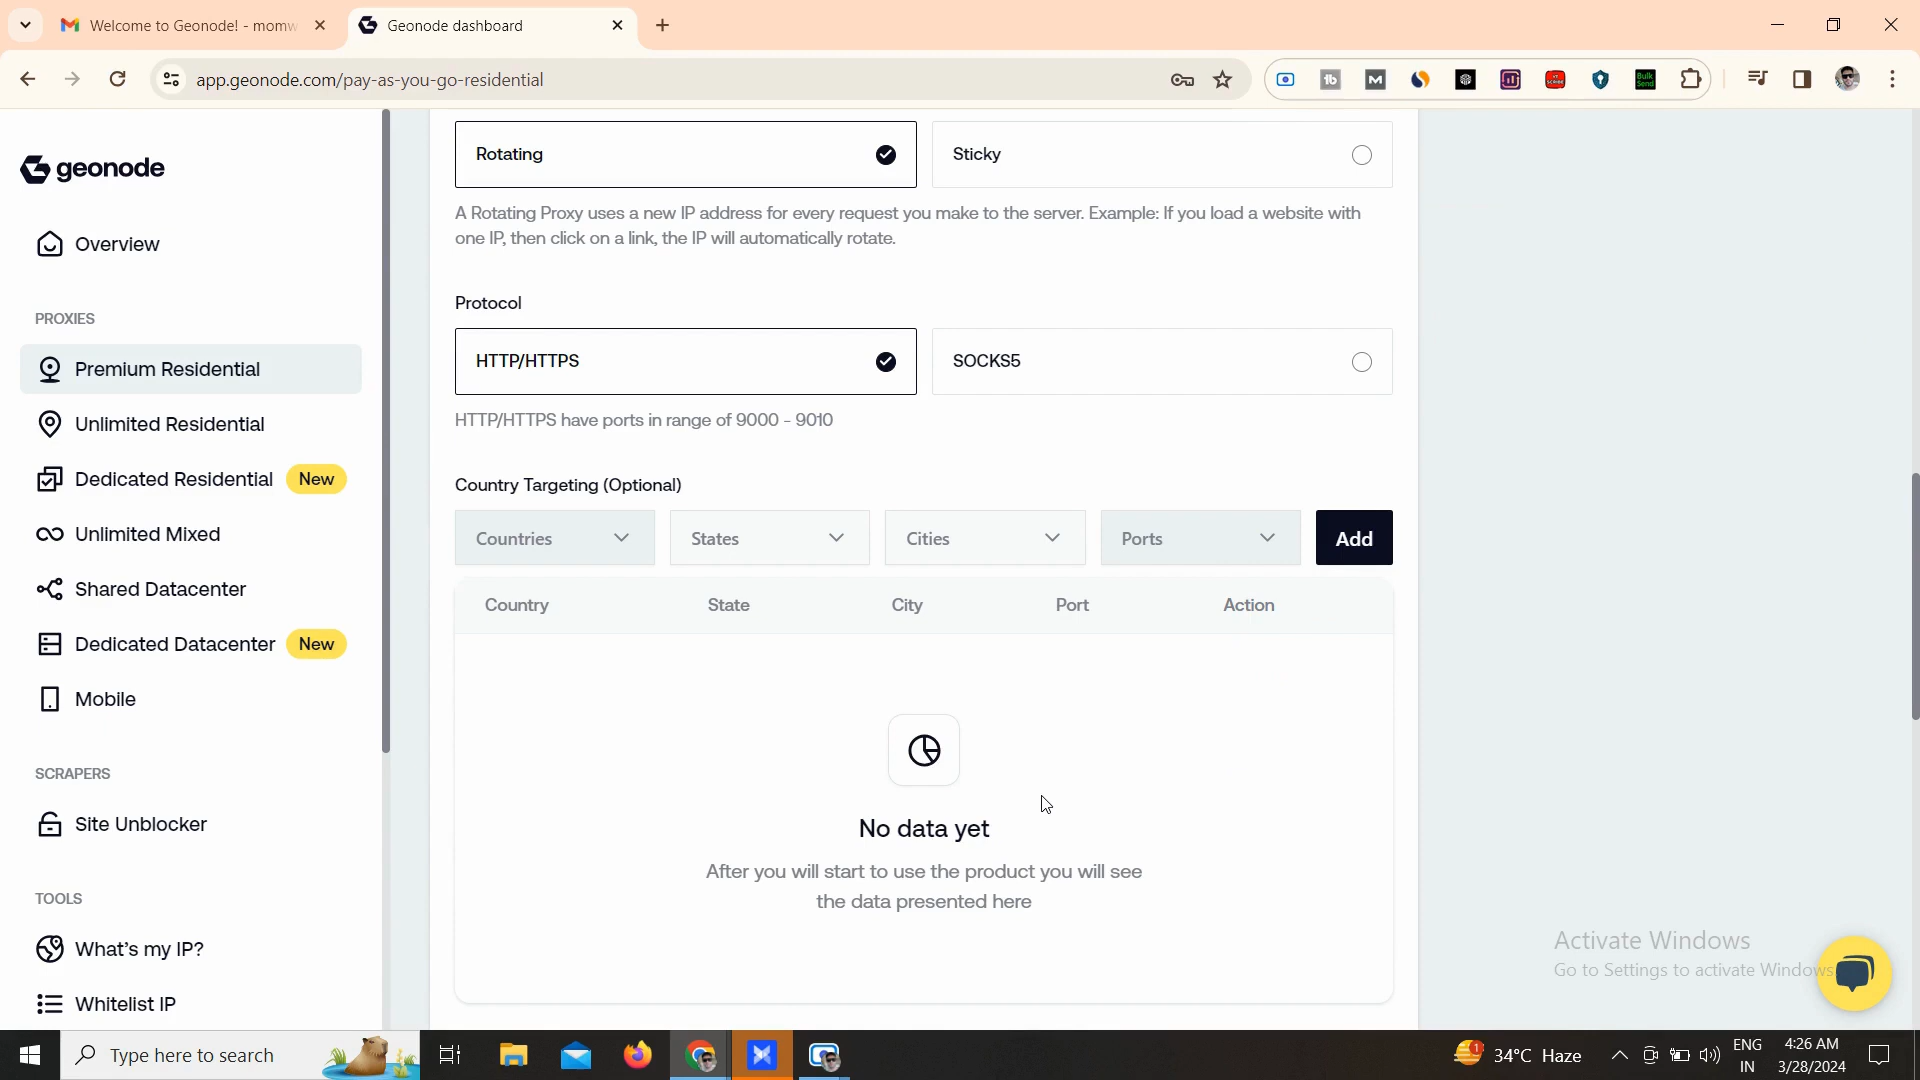 Welcome to Geonode! - momw
Geonode dashboard
app.geonode.com/pay-as-you-go-residential
geonode
Overview
PROXIES
Premium Residential
Unlimited Residential
Dedicated Residential New
Unlimited Mixed
Shared Datacenter
Dedicated Datacenter New
Mobile
SCRAPERS
Site Unblocker
TOOLS
What's my IP?
Whitelist IP
Rotating
Sticky
A Rotating Proxy uses a new IP address for every request you make to the server. Example: If you load a website with
one IP, then click on a link, the IP will automatically rotate.
Protocol
HTTP/HTTPS
SOCKS5
HTTP/HTTPS have ports in range of 9000 - 9010
Country Targeting (Optional)
Countries States Cities Ports Add
Country State City Port Action
No data yet
After you will start to use the product you will see
the data presented here
Activate Windows
Go to Settings to activate Windows
Type here to search
1
34°C Haze
ENG
IN
4:26 AM
3/28/2024